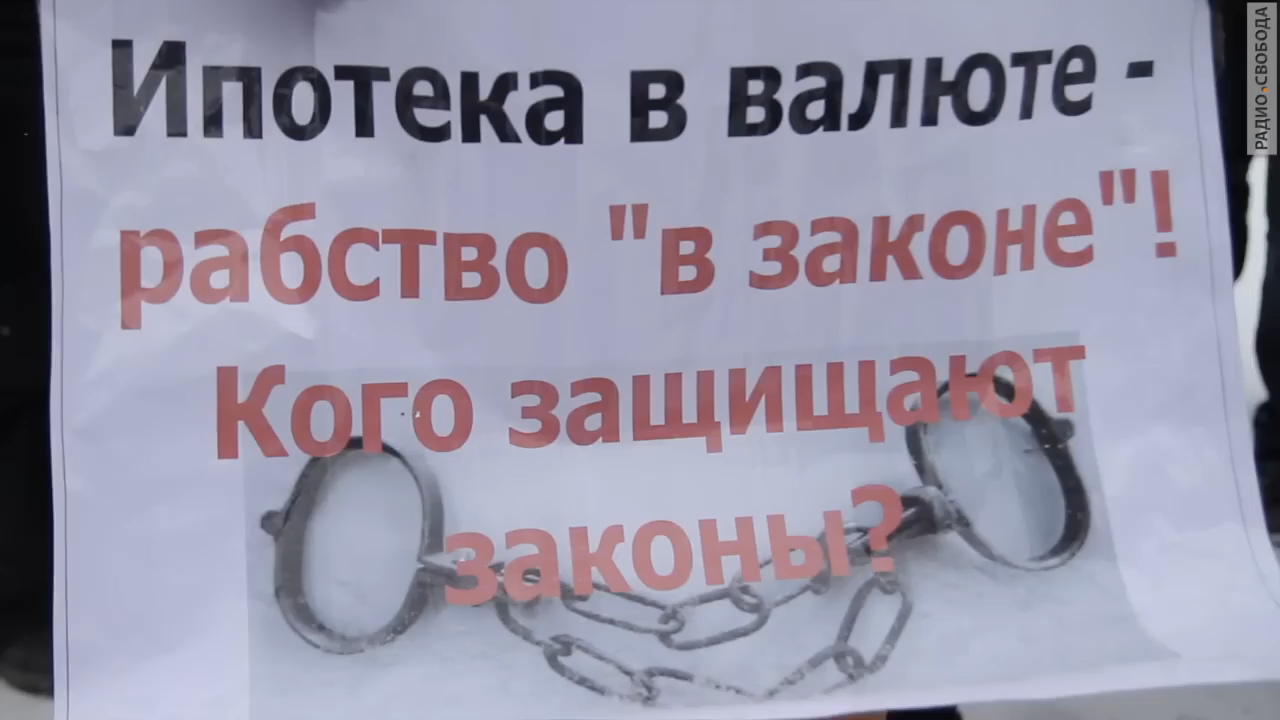 Ипотека в валюте -
рабство "в законе"!
Кого защищают
законы?
РАДИО СВОБОДА